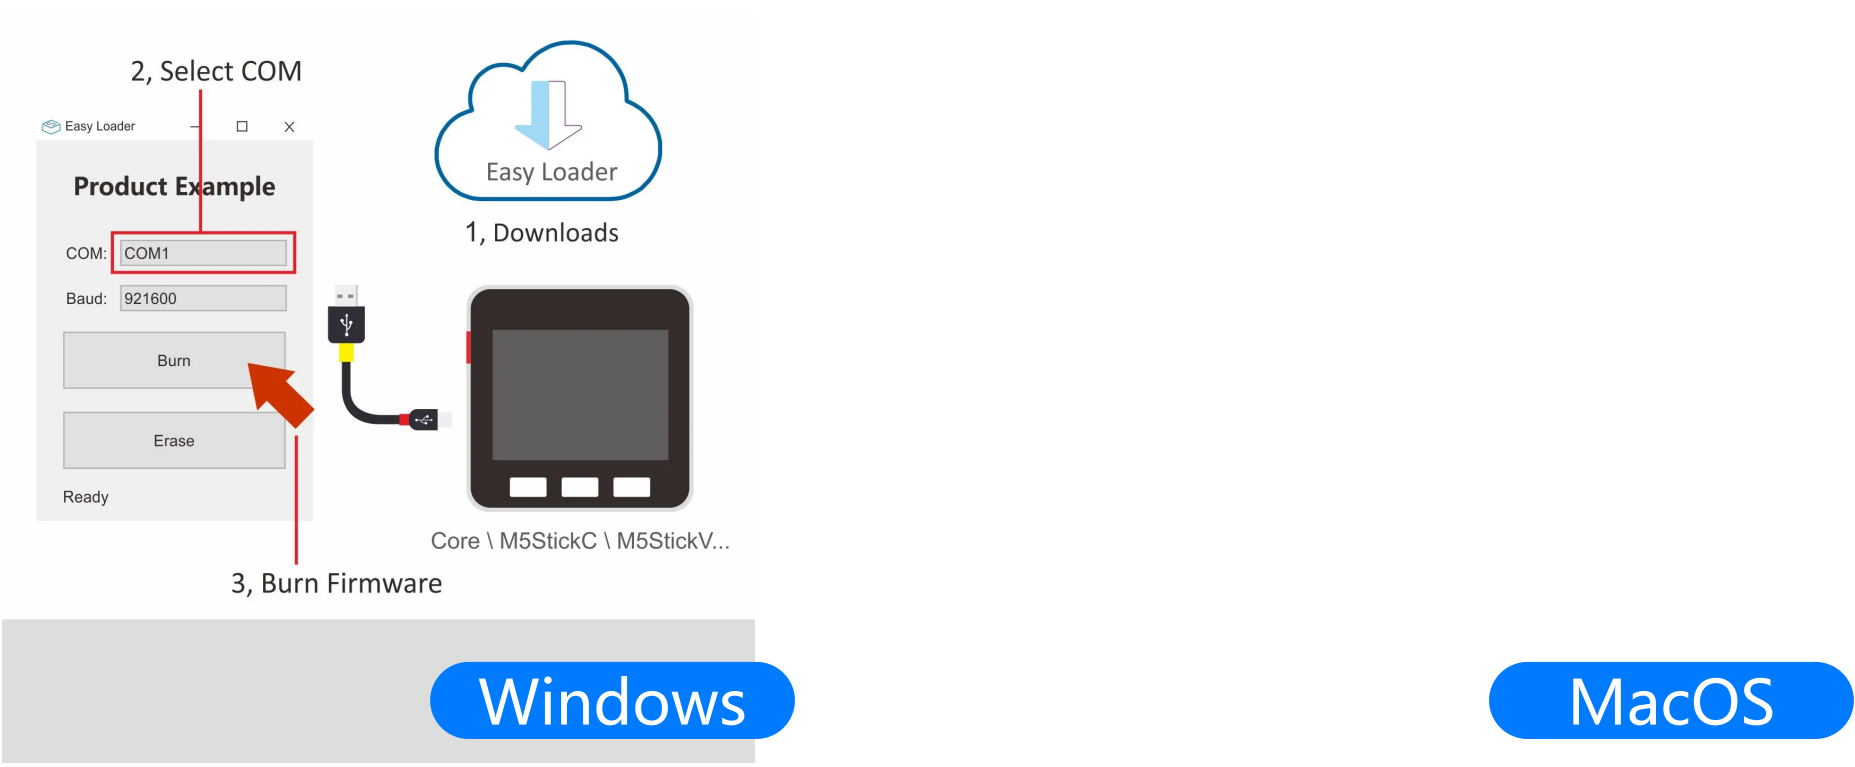 2, Select COM
Easy Loader
Product Example
COM: COM1
Baud: 921600
Burn
Erase
Ready
3, Burn Firmware
Easy Loader
1, Downloads
Core \ M5StickC \ M5StickV...
Windows
MacOS